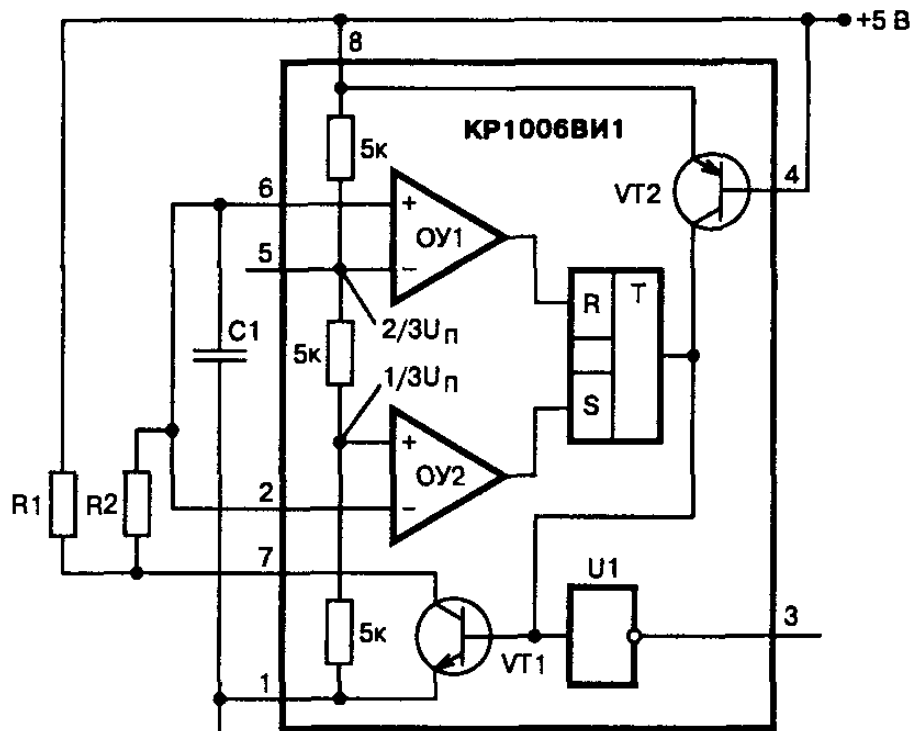 +5 В
8
КР1006ВИ1
5к
6
+
ОУ1
–
VT2
4
5
2/3Uп
R
T
S
C1
5к
1/3Uп
+
ОУ2
–
2
R1
R2
7
U1
3
5к
VT1
1